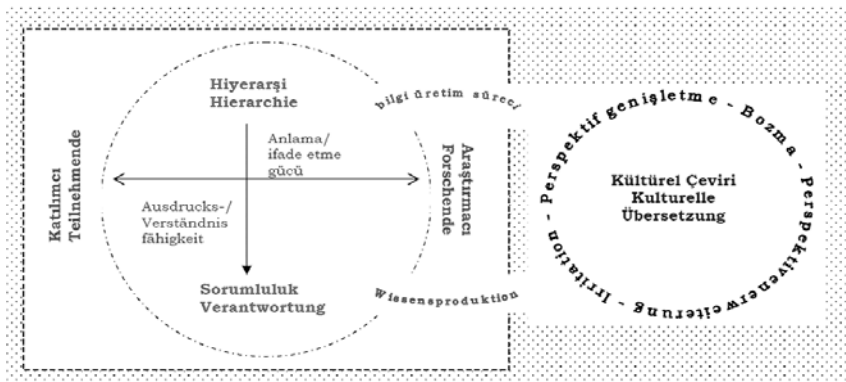 Katılımcı
Teilnehmende
Hiyerarşi
Hierarchie
Anlama/
ifade etme
gücü
Ausdrucks-/
Verständnis
fähigkeit
Sorumluluk
Verantwortung
Araştırmacı
Forschende
bilgi üretim süreci
Wissensproduktion
Perspektif genişletme - Bozma - Perspektivenerweiterung - Irritation -
Kültürel Çeviri
Kulturelle
Übersetzung